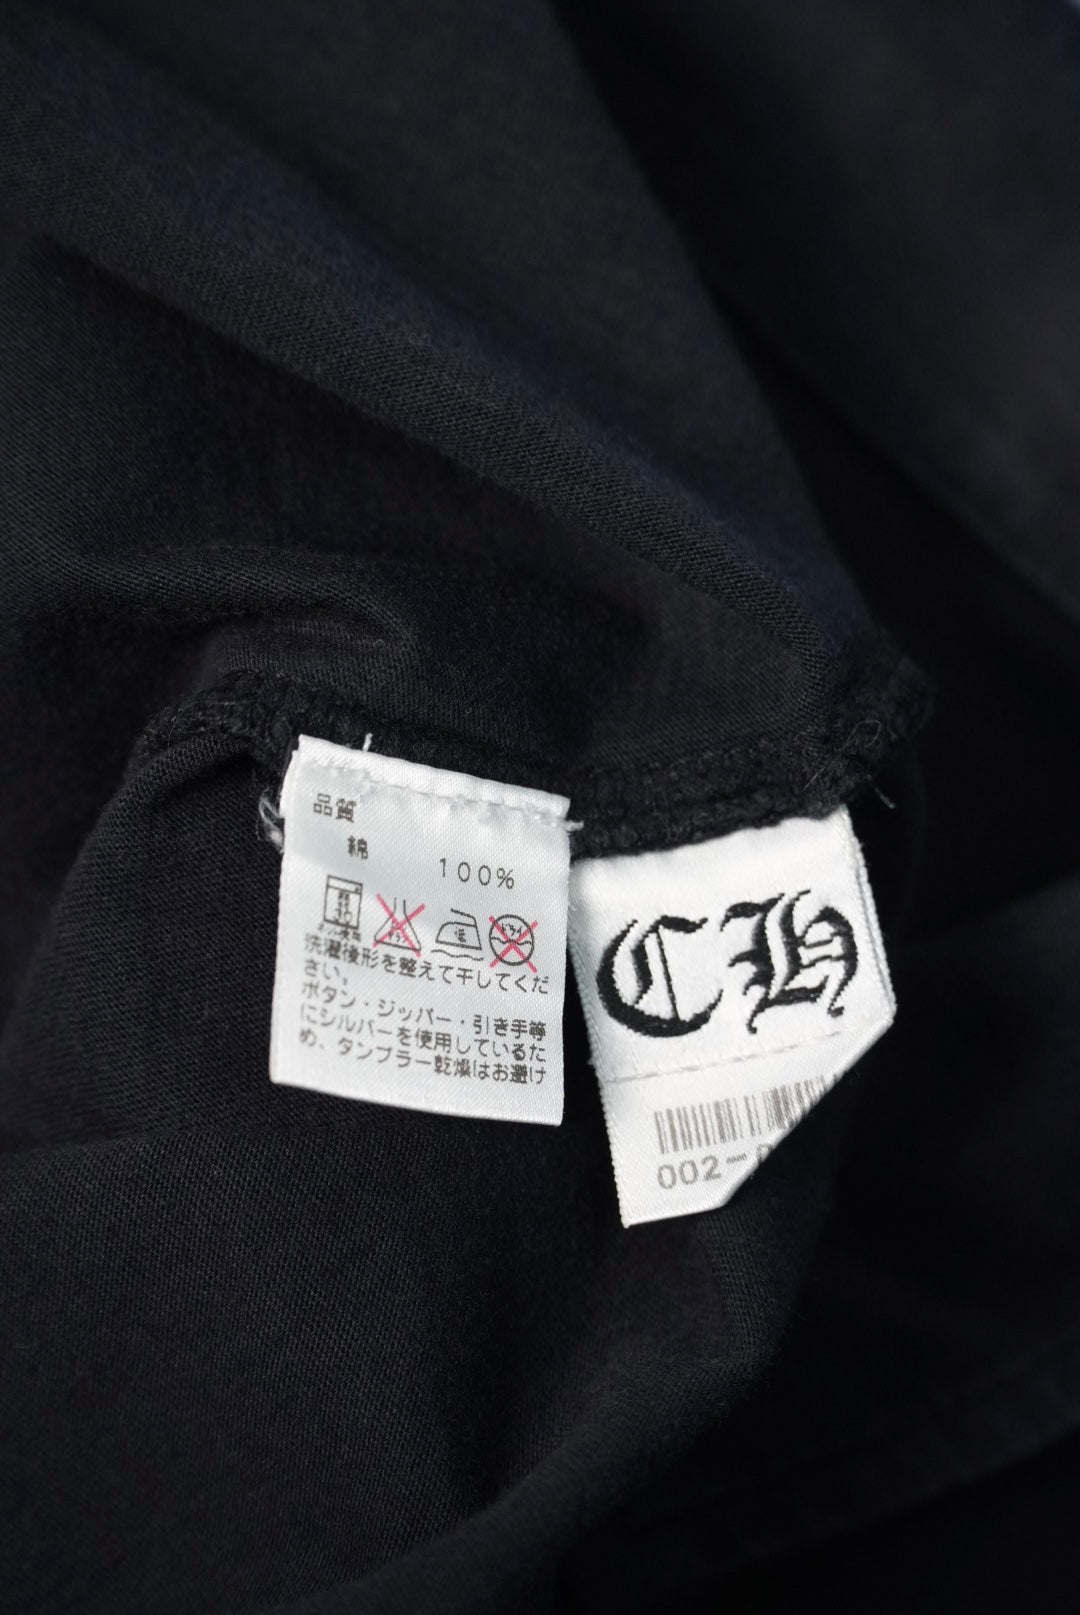 品質
綿 100%
洗濯後形を整えて干してくだ
さい。
ボタン・ジッパー・引き手等
にシルバーを使用しているた
め、タンブラー乾燥はお避け
CH
002-